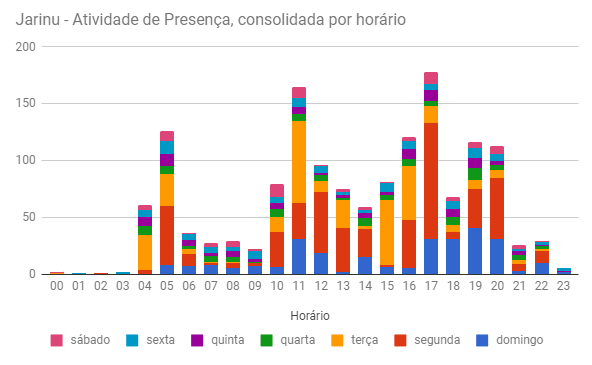 Jarinu - Atividade de Presença, consolidada por horário
200
150
100
50
0
00 01 02 03 04 05 06 07 08 09 10 11 12 13 14 15 16 17 18 19 20 21 22 23
Horário
sábado sexta quinta quarta terça segunda domingo